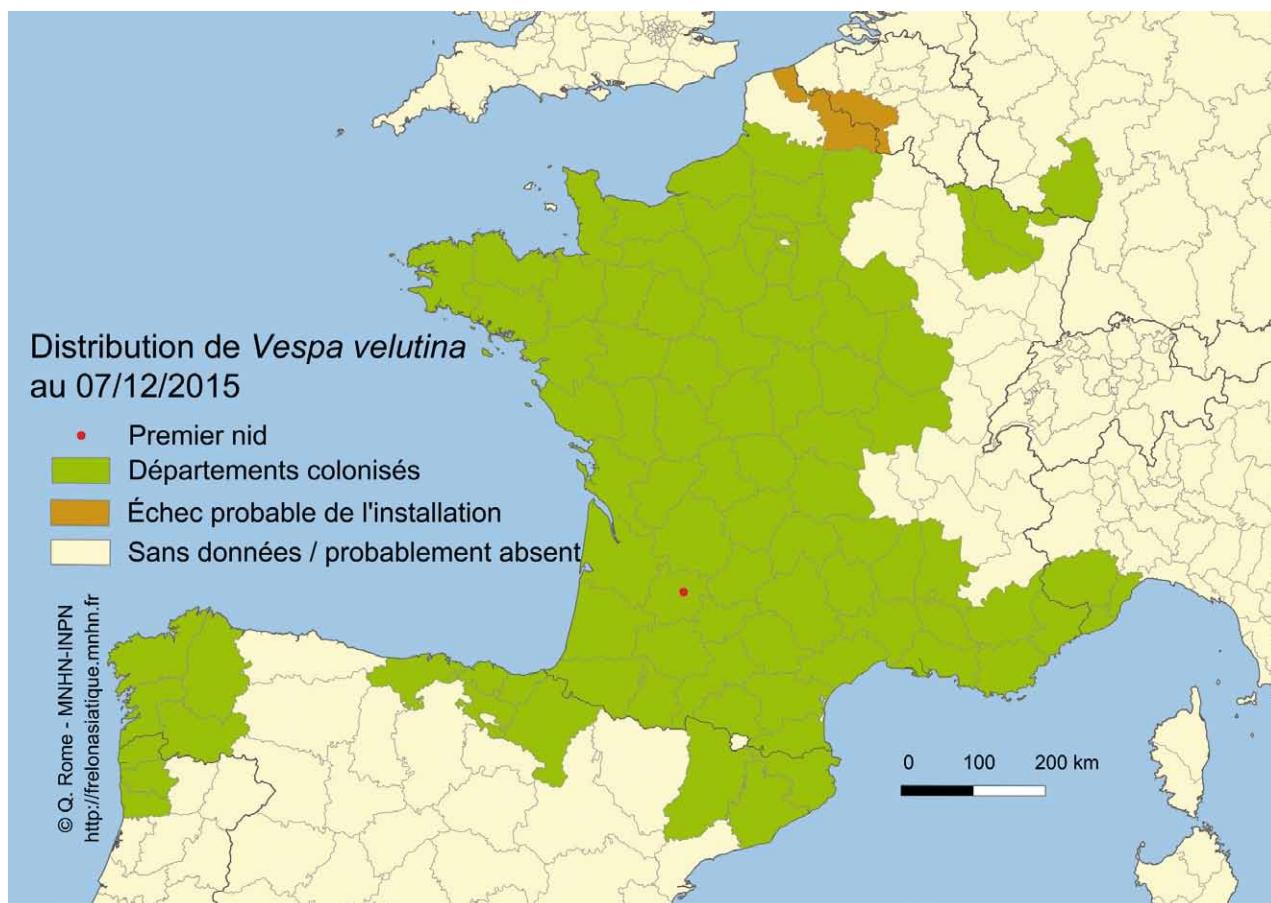 Distribution de Vespa velutina
au 07/12/2015
Premier nid
Départements colonisés
Échec probable de l'installation
Sans données / probablement absent
© Q. Rome - MNHN-INPN
http://frelonasiatique.mnhn.fr
0 100 200 km